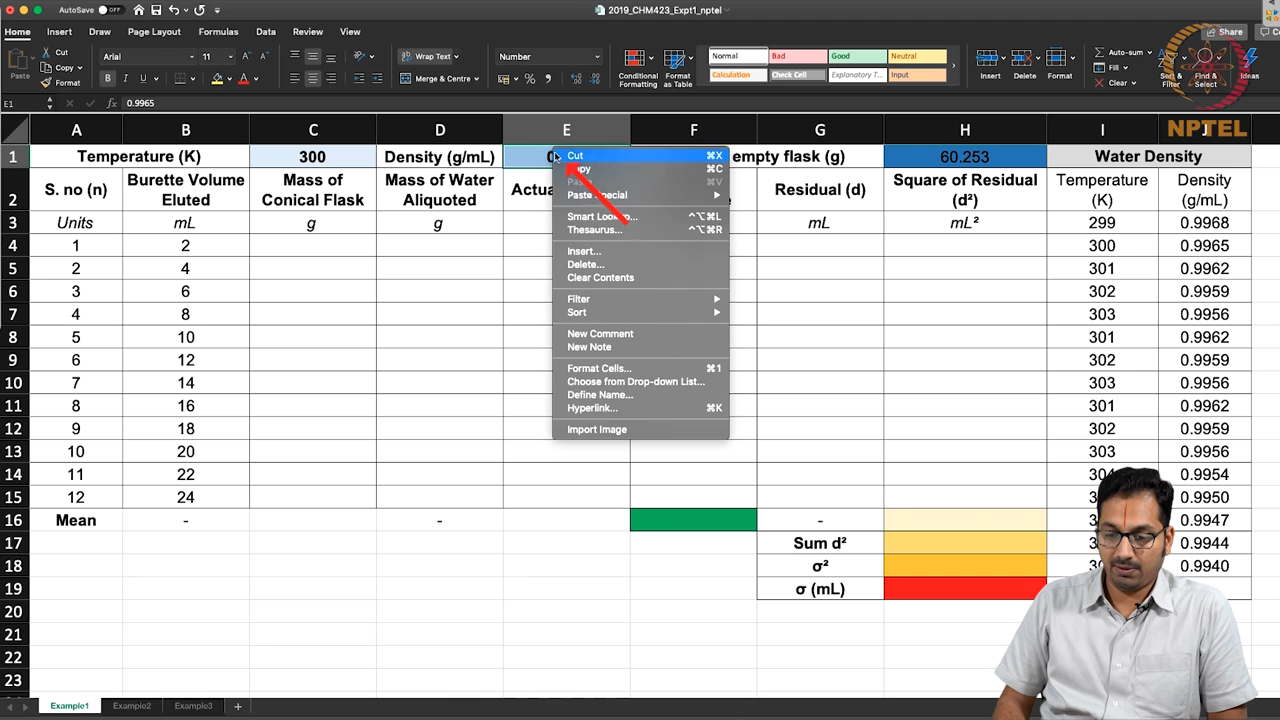 AutoSave OFF
2019_CHM423_Expt1_nptel
Home Insert Draw Page Layout Formulas Data Review View
Share
Paste
Cut
Copy
Format
Arial 11
B I U
Wrap Text
Merge & Centre
Number
Conditional Formatting
Format as Table
Normal Bad Good Neutral
Calculation Check Cell Explanatory T... Input
Insert Delete Format
Auto-sum
Fill
Clear
Sort & Filter
Find & Select
Ideas
NPTEL
E1 fx 0.9965
A B C D E F G H I J
1 Temperature (K) 300 Density (g/mL) empty flask (g) 60.253 Water Density
2 S. no (n) Burette Volume Eluted Mass of Conical Flask Mass of Water Aliquoted Residual (d) Square of Residual (d²) Temperature (K) Density (g/mL)
3 Units mL g g mL mL² 299 0.9968
4 1 2 300 0.9965
5 2 4 301 0.9962
6 3 6 302 0.9959
7 4 8 303 0.9956
8 5 10 301 0.9962
9 6 12 302 0.9959
10 7 14 303 0.9956
11 8 16 301 0.9962
12 9 18 302 0.9959
13 10 20 303 0.9956
14 11 22 0.9954
15 12 24 0.9950
16 Mean - - - 0.9947
17 Sum d² 0.9944
18 σ² 0.9940
19 σ (mL)
20
21
22
23
Cut ⌘X
⌘C
⌘V
Paste Special
Smart Lookup... ^⌥⌘L
Thesaurus... ^⌥⌘R
Insert...
Delete...
Clear Contents
Filter
Sort
New Comment
New Note
Format Cells... ⌘1
Choose from Drop-down List...
Define Name...
Hyperlink... ⌘K
Import Image
Example1 Example2 Example3 +